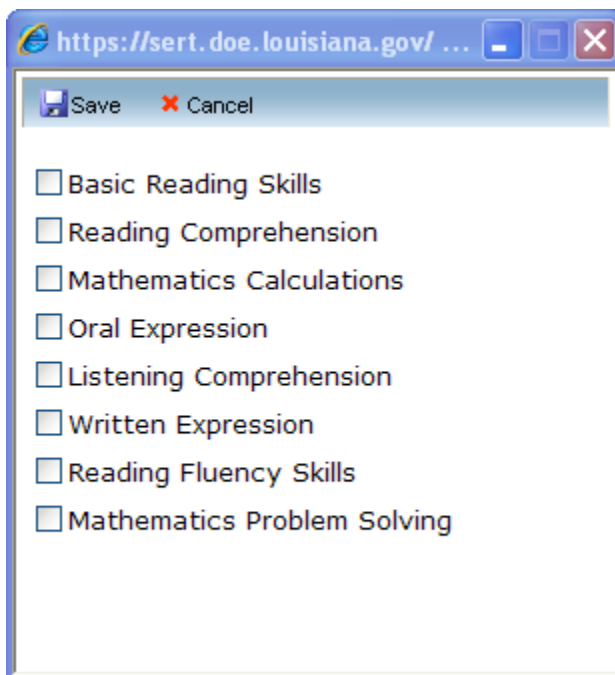 https://sert.doe.louisiana.gov/ ...
Save Cancel
Basic Reading Skills
Reading Comprehension
Mathematics Calculations
Oral Expression
Listening Comprehension
Written Expression
Reading Fluency Skills
Mathematics Problem Solving